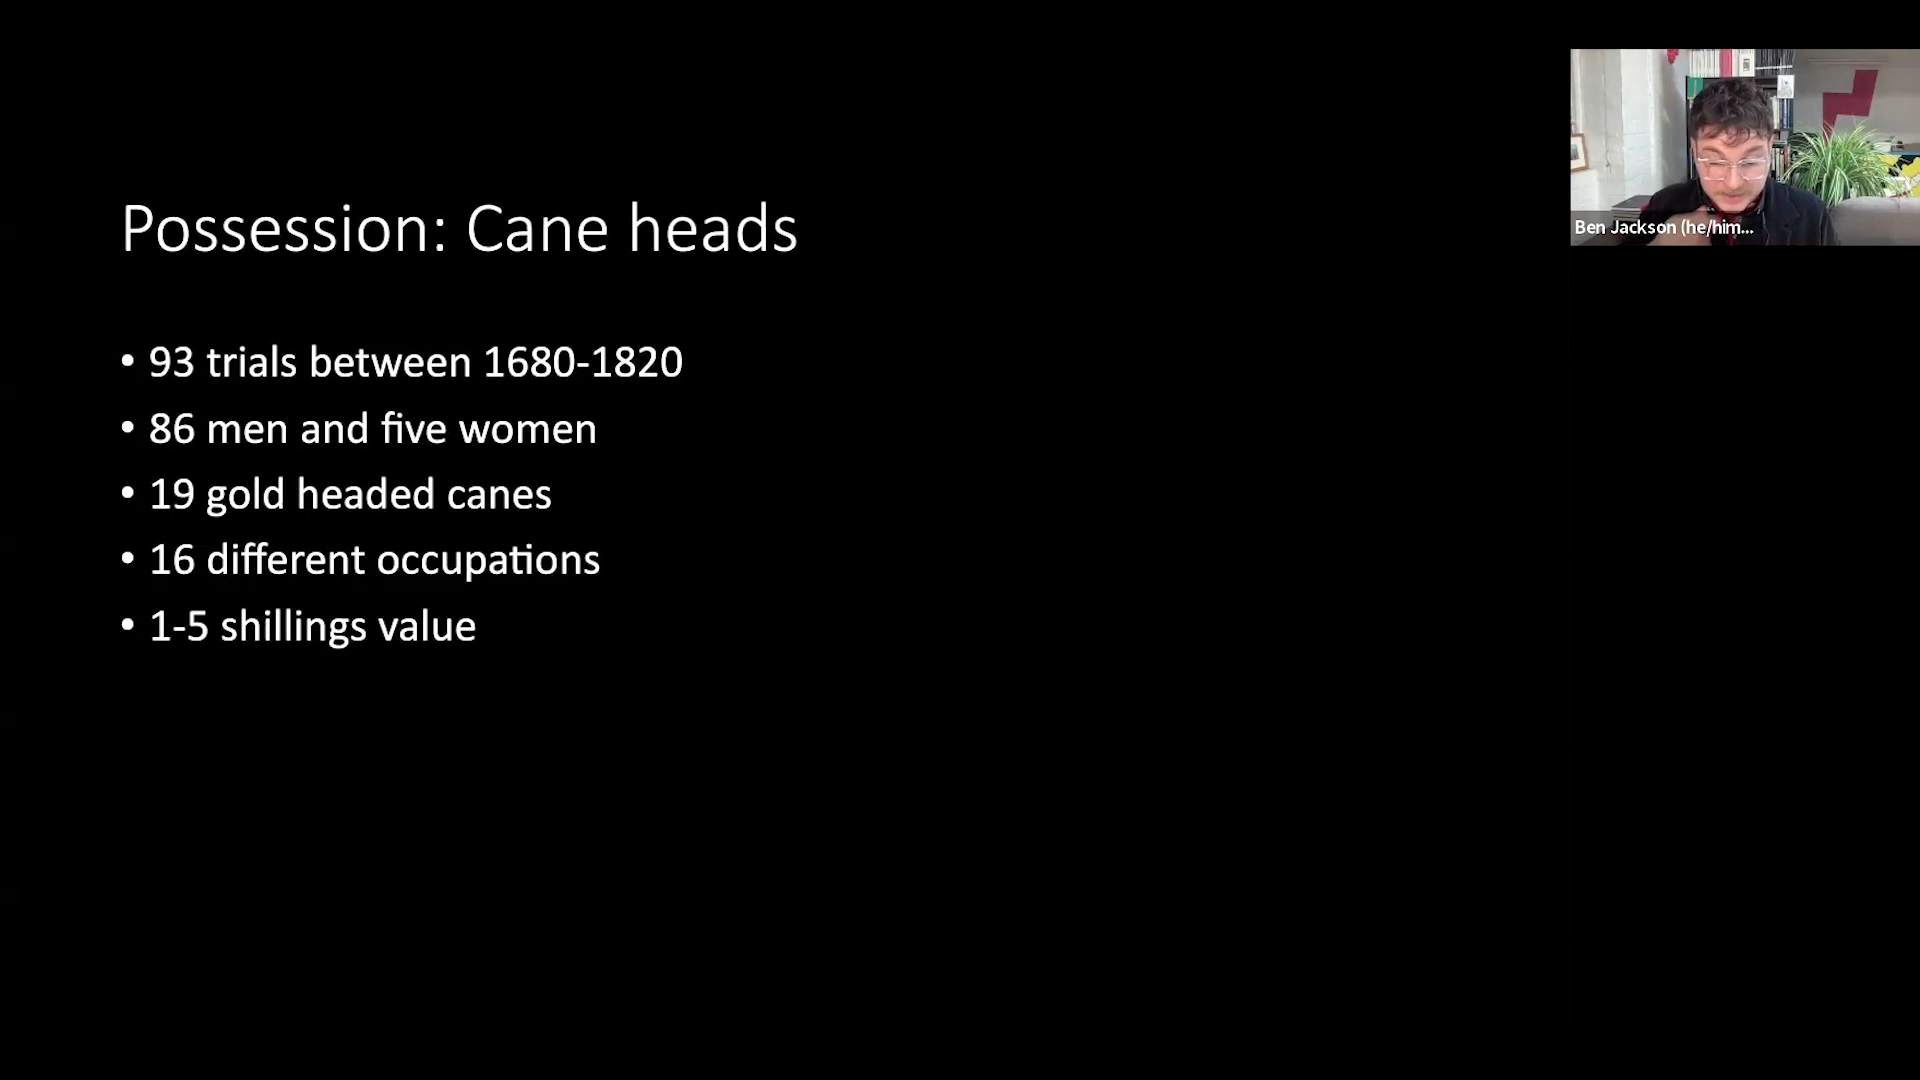 Possession: Cane heads
• 93 trials between 1680-1820
• 86 men and five women
• 19 gold headed canes
• 16 different occupations
• 1-5 shillings value
Ben Jackson (he/him...